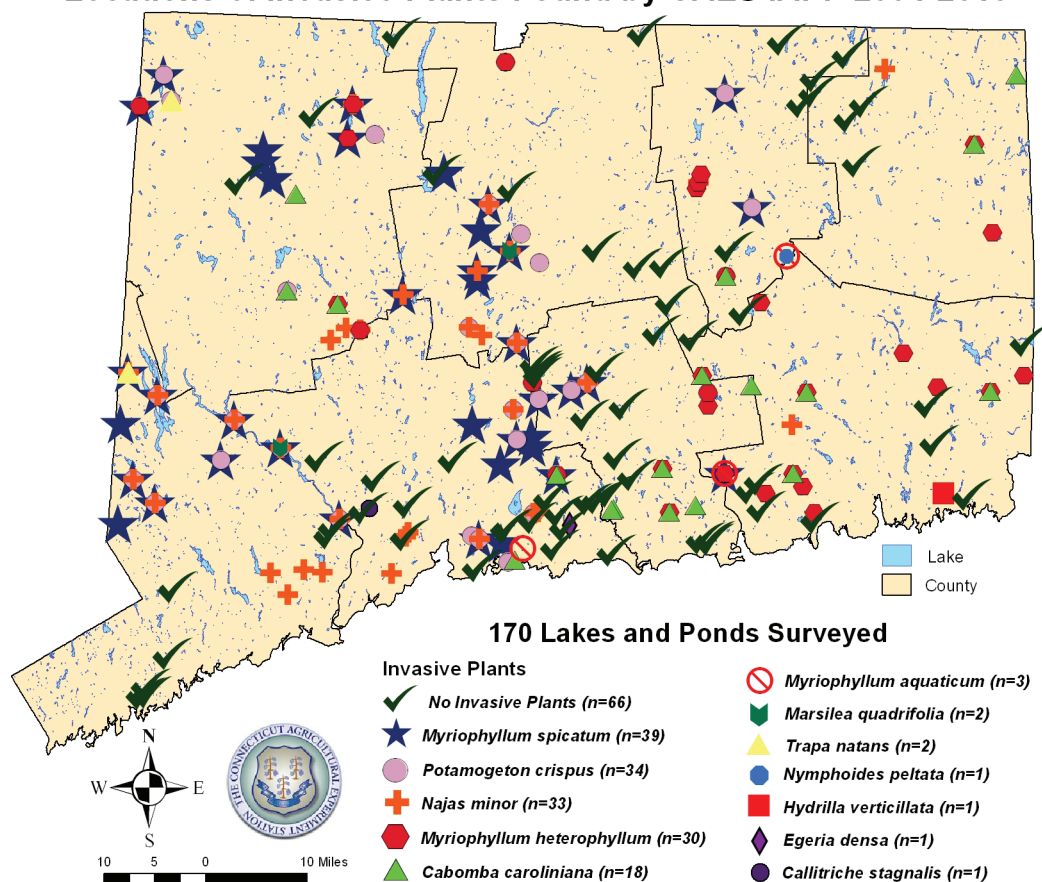 Lake
County
170 Lakes and Ponds Surveyed
Invasive Plants
No Invasive Plants (n=66)
Myriophyllum spicatum (n=39)
Potamogeton crispus (n=34)
Najas minor (n=33)
Myriophyllum heterophyllum (n=30)
Cabomba caroliniana (n=18)
Myriophyllum aquaticum (n=3)
Marsilea quadrifolia (n=2)
Trapa natans (n=2)
Nymphoides peltata (n=1)
Hydrilla verticillata (n=1)
Egeria densa (n=1)
Callitriche stagnalis (n=1)
N
W E
S
THE CONNECTICUT AGRICULTURAL EXPERIMENT STATION
10 5 0 10 Miles